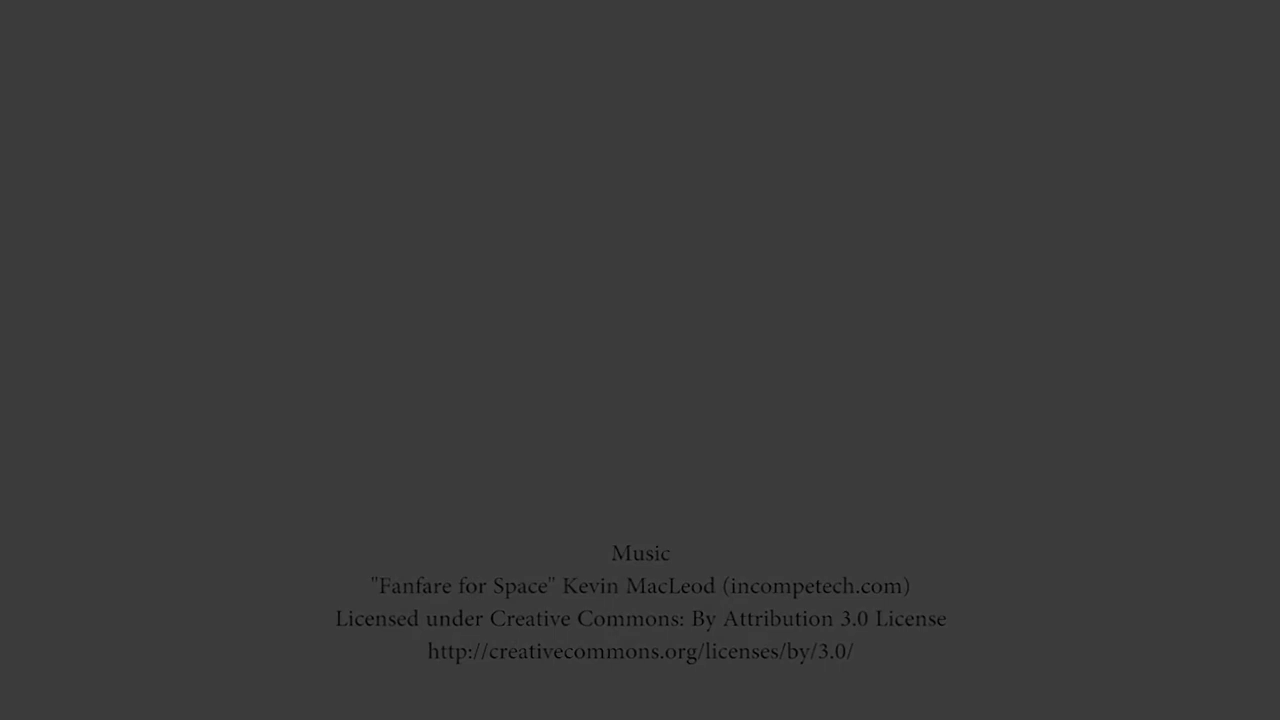 Music
"Fanfare for Space" Kevin MacLeod (incompetech.com)
Licensed under Creative Commons: By Attribution 3.0 License
http://creativecommons.org/licenses/by/3.0/